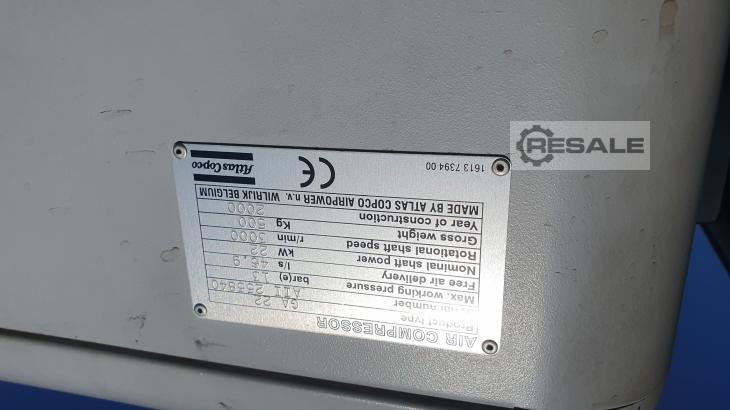 AIR COMPRESSOR
Product type GA 22
Serial number AII 255840
Max. working pressure bar(e) 13
Free air delivery l/s 45,9
Nominal shaft power kW 22
Rotational shaft speed r/min 3000
Gross weight Kg 500
Year of construction 2000
MADE BY ATLAS COPCO AIRPOWER n.v. WILRIJK BELGIUM
Atlas Copco
CE
1613 7394 00
RESALE